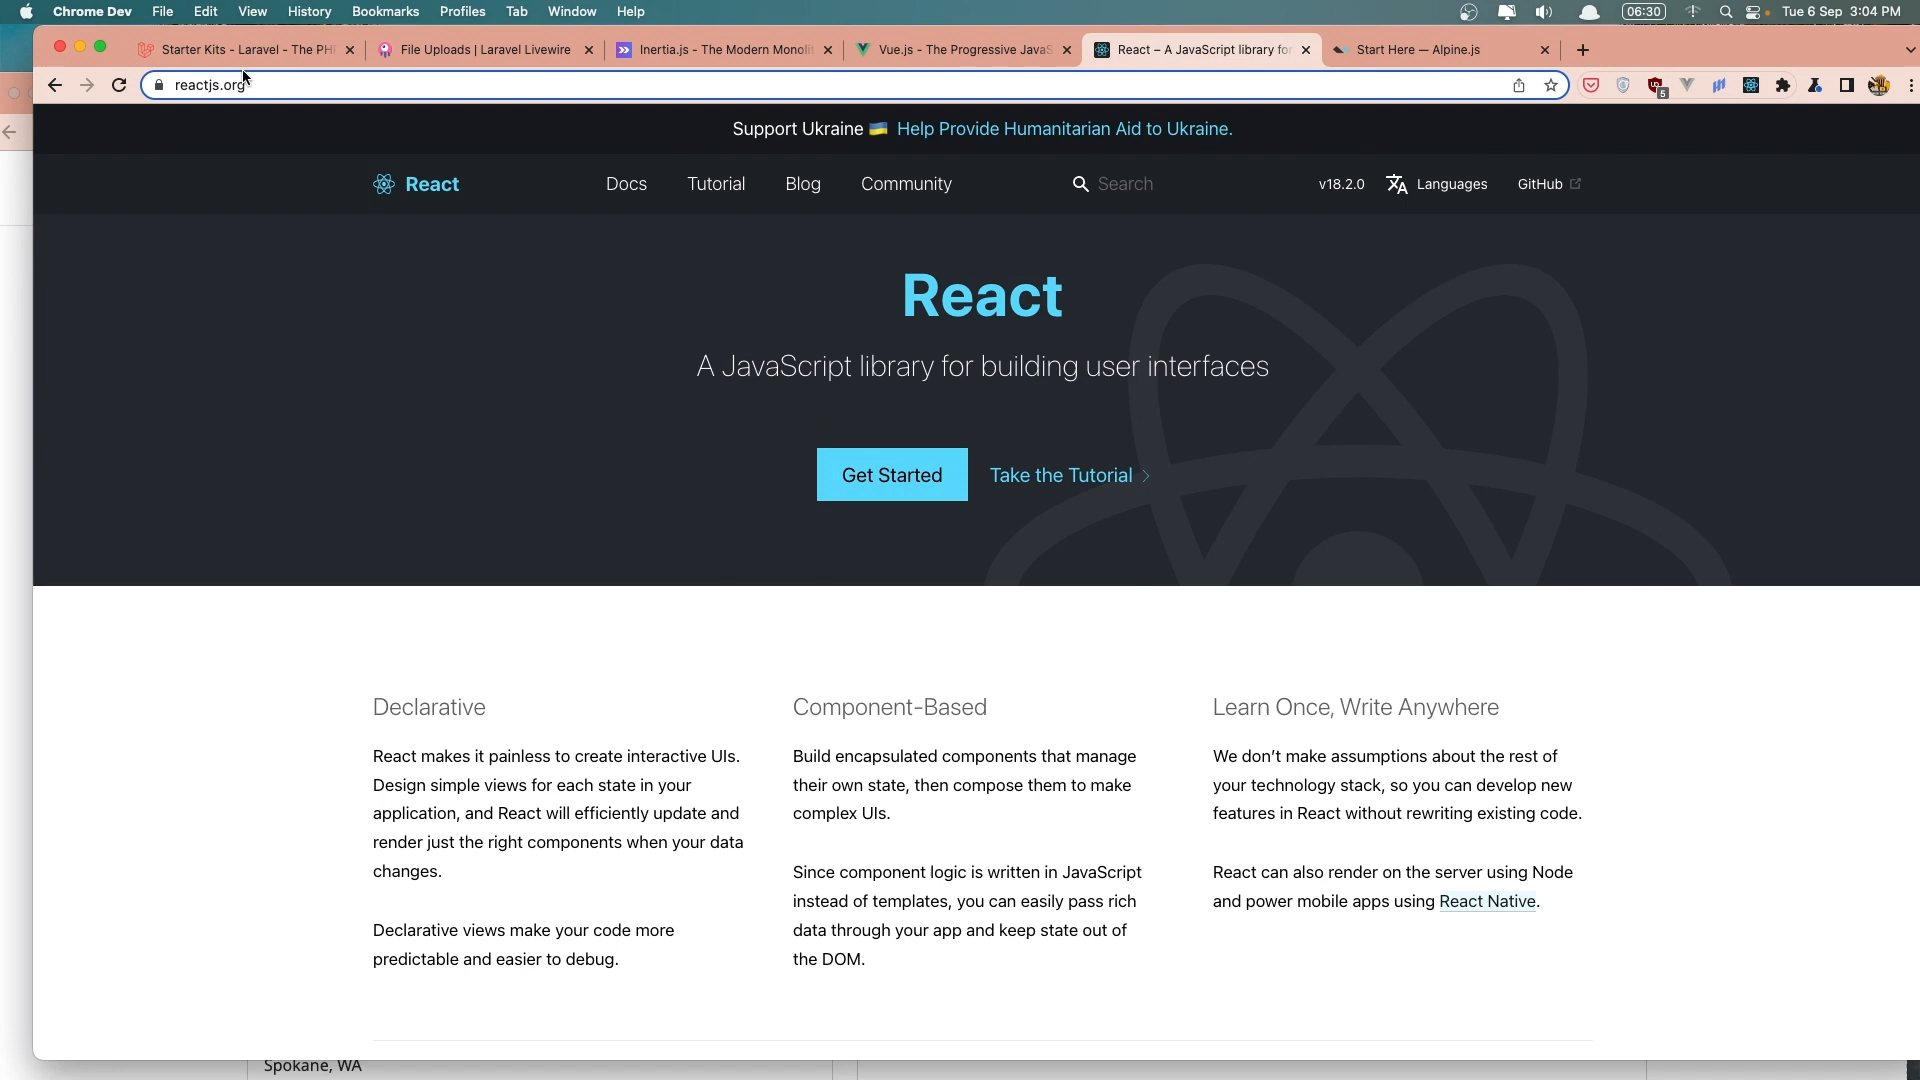 Chrome Dev File Edit View History Bookmarks Profiles Tab Window Help 06:30 Tue 6 Sep 3:04 PM
Starter Kits - Laravel - The PH File Uploads | Laravel Livewire Inertia.js - The Modern Monolit Vue.js - The Progressive JavaS React – A JavaScript library for Start Here — Alpine.js
reactjs.org 5
Support Ukraine 🇺🇦 Help Provide Humanitarian Aid to Ukraine.
React Docs Tutorial Blog Community Search v18.2.0 Languages GitHub
React
A JavaScript library for building user interfaces
Get Started Take the Tutorial
Declarative
React makes it painless to create interactive UIs.
Design simple views for each state in your
application, and React will efficiently update and
render just the right components when your data
changes.
Declarative views make your code more
predictable and easier to debug.
Component-Based
Build encapsulated components that manage
their own state, then compose them to make
complex UIs.
Since component logic is written in JavaScript
instead of templates, you can easily pass rich
data through your app and keep state out of
the DOM.
Learn Once, Write Anywhere
We don’t make assumptions about the rest of
your technology stack, so you can develop new
features in React without rewriting existing code.
React can also render on the server using Node
and power mobile apps using React Native.
Spokane, WA